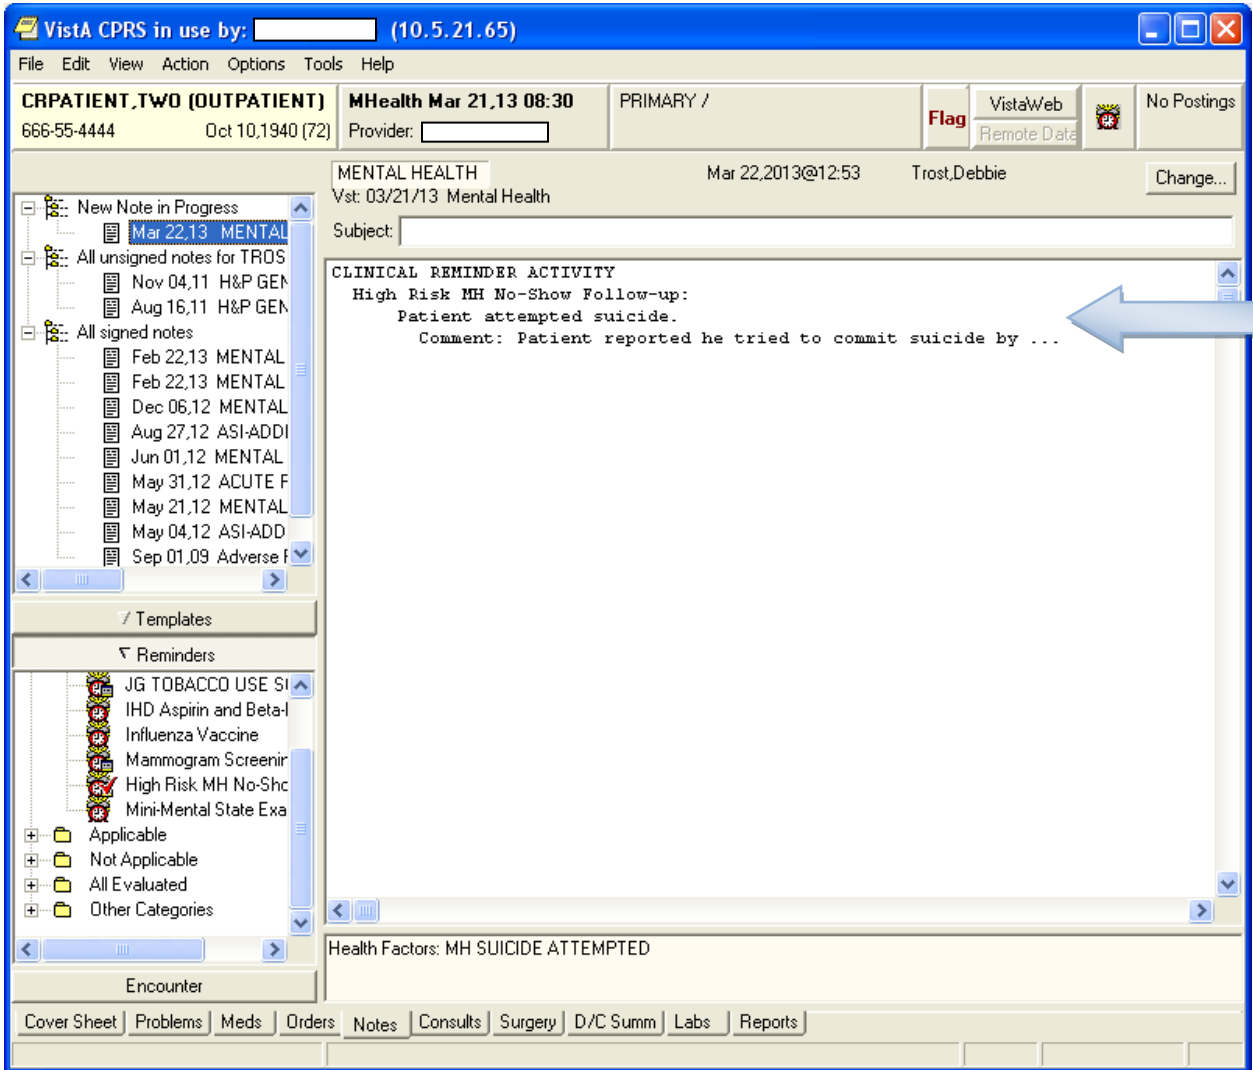 VistA CPRS in use by: (10.5.21.65)
File Edit View Action Options Tools Help
CRPATIENT,TWO (OUTPATIENT)
666-55-4444 Oct 10,1940 (72)
MHealth Mar 21,13 08:30
Provider:
PRIMARY /
Flag
VistaWeb
Remote Data
No Postings
MENTAL HEALTH Mar 22,2013@12:53 Trost,Debbie
Change...
Vst: 03/21/13 Mental Health
Subject:
New Note in Progress
Mar 22,13 MENTAL
All unsigned notes for TROS
Nov 04,11 H&P GEN
Aug 16,11 H&P GEN
All signed notes
Feb 22,13 MENTAL
Feb 22,13 MENTAL
Dec 06,12 MENTAL
Aug 27,12 ASI-ADDI
Jun 01,12 MENTAL
May 31,12 ACUTE F
May 21,12 MENTAL
May 04,12 ASI-ADD
Sep 01,09 Adverse
Templates
Reminders
JG TOBACCO USE S
IHD Aspirin and Beta-
Influenza Vaccine
Mammogram Screenin
High Risk MH No-Sho
Mini-Mental State Exa
Applicable
Not Applicable
All Evaluated
Other Categories
Encounter
CLINICAL REMINDER ACTIVITY
High Risk MH No-Show Follow-up:
Patient attempted suicide.
Comment: Patient reported he tried to commit suicide by ...
Health Factors: MH SUICIDE ATTEMPTED
Cover Sheet Problems Meds Orders Notes Consults Surgery D/C Summ Labs Reports